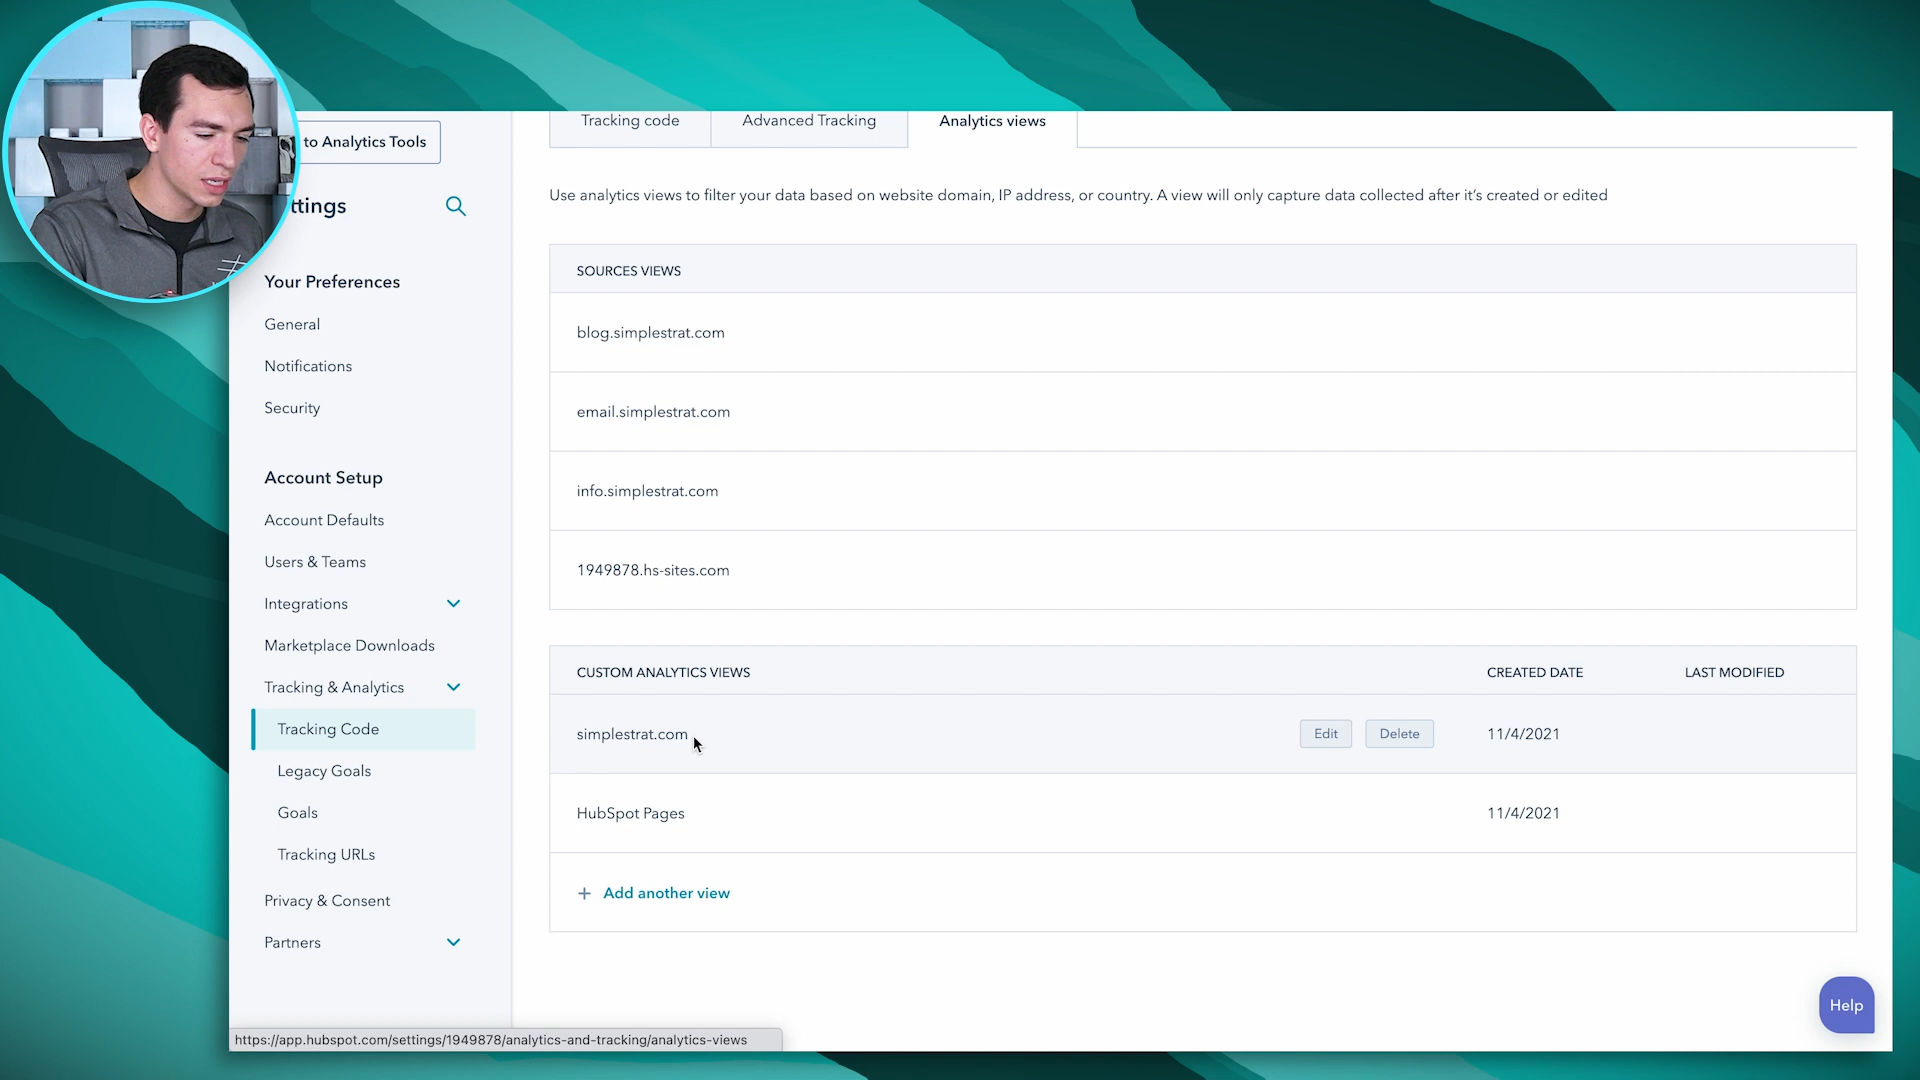 to Analytics Tools
ttings
Your Preferences
General
Notifications
Security
Account Setup
Account Defaults
Users & Teams
Integrations
Marketplace Downloads
Tracking & Analytics
Tracking Code
Legacy Goals
Goals
Tracking URLs
Privacy & Consent
Partners
Tracking code
Advanced Tracking
Analytics views
Use analytics views to filter your data based on website domain, IP address, or country. A view will only capture data collected after it's created or edited
SOURCES VIEWS
blog.simplestrat.com
email.simplestrat.com
info.simplestrat.com
1949878.hs-sites.com
CUSTOM ANALYTICS VIEWS CREATED DATE LAST MODIFIED
simplestrat.com Edit Delete 11/4/2021
HubSpot Pages 11/4/2021
+ Add another view
Help
https://app.hubspot.com/settings/1949878/analytics-and-tracking/analytics-views